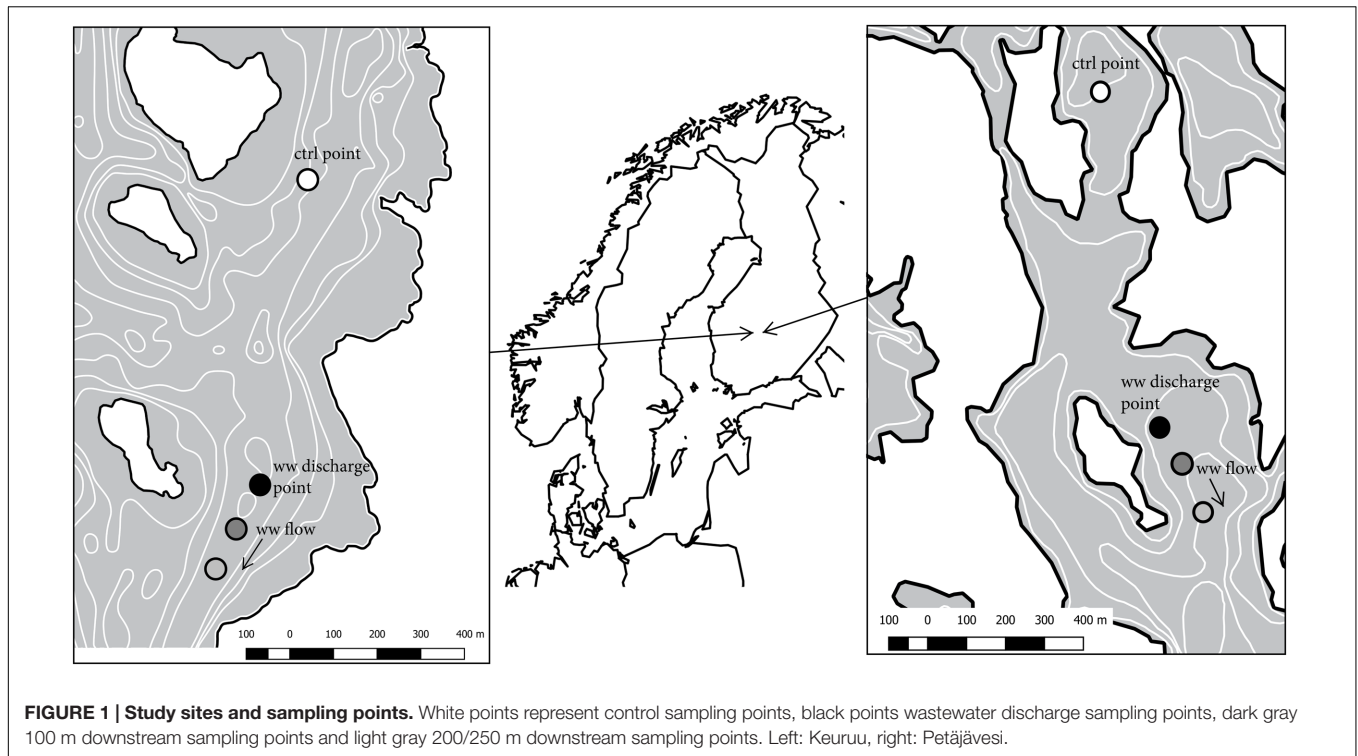 ctrl point
ww discharge
point
ww flow
100 0 100 200 300 400 m
ctrl point
ww discharge
point
ww flow
100 0 100 200 300 400 m
FIGURE 1 | Study sites and sampling points. White points represent control sampling points, black points wastewater discharge sampling points, dark gray
100 m downstream sampling points and light gray 200/250 m downstream sampling points. Left: Keuruu, right: Petäjävesi.